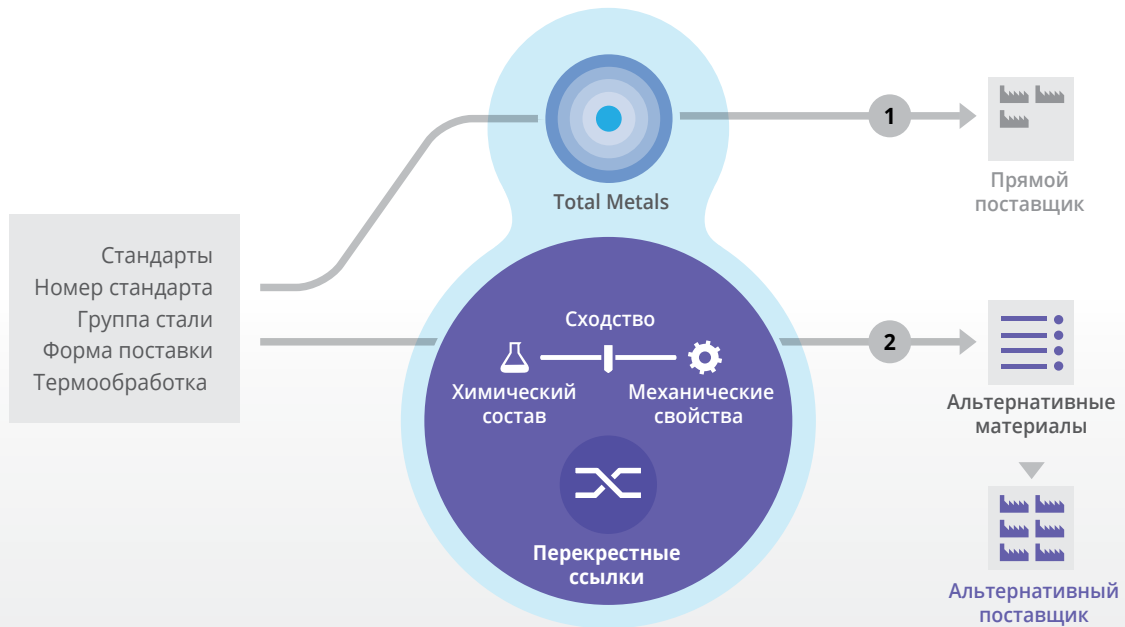 Total Metals
1
Прямой
поставщик
Стандарты
Номер стандарта
Группа стали
Форма поставки
Термообработка
Сходство
Химический
состав
Механические
свойства
Перекрестные
ссылки
2
Альтернативные
материалы
Альтернативный
поставщик